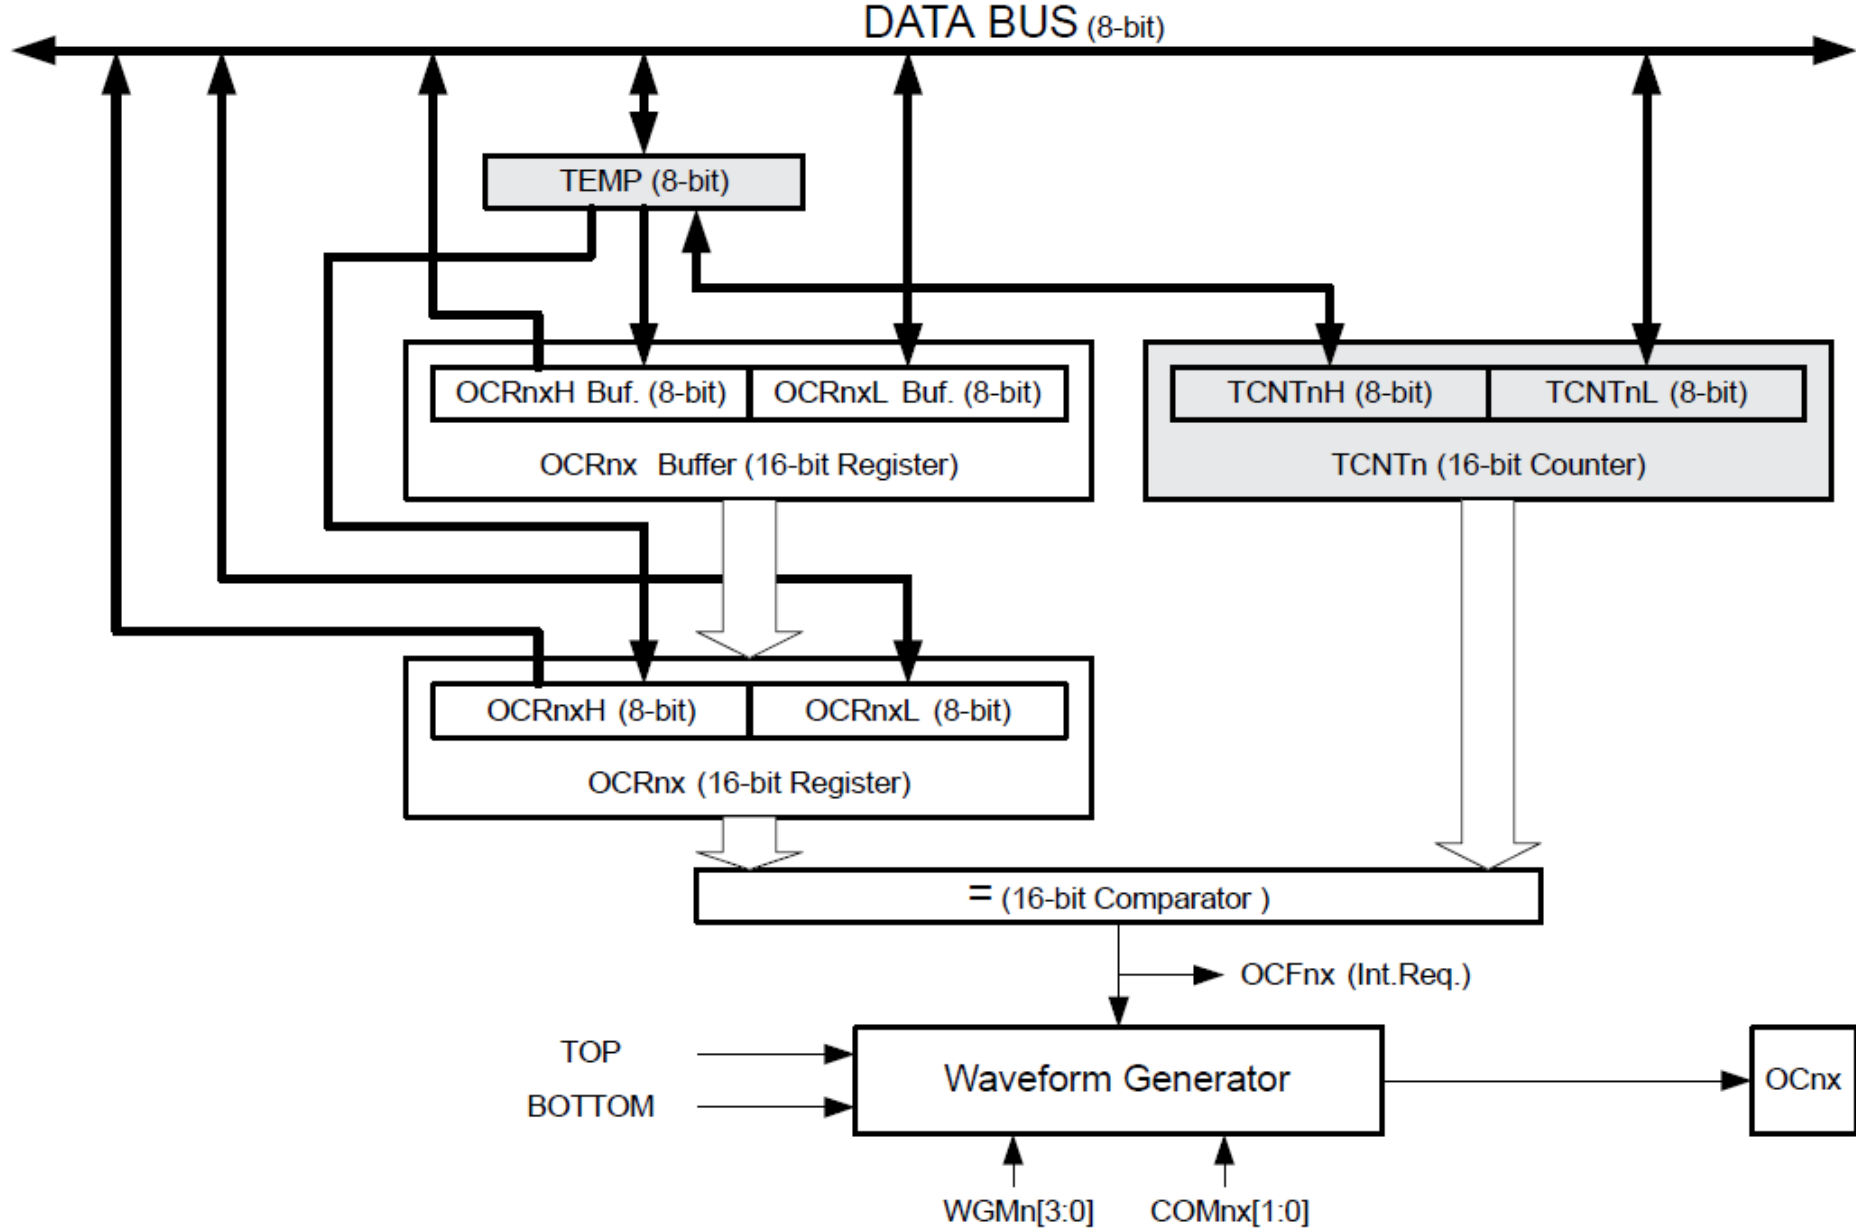 DATA BUS (8-bit)
TEMP (8-bit)
OCRnxH Buf. (8-bit) OCRnxL Buf. (8-bit) TCNTnH (8-bit) TCNTnL (8-bit)
OCRnx Buffer (16-bit Register) TCNTn (16-bit Counter)
OCRnxH (8-bit) OCRnxL (8-bit)
OCRnx (16-bit Register)
= (16-bit Comparator )
OCFnx (Int.Req.)
TOP
Waveform Generator OCnx
BOTTOM
WGMn[3:0] COMnx[1:0]